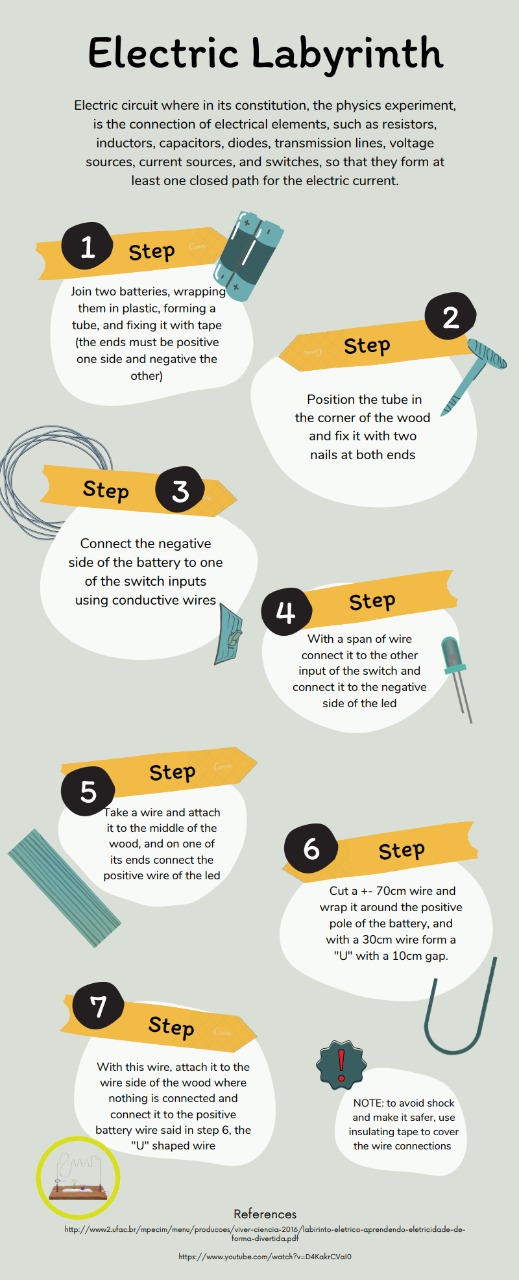 Electric Labyrinth
Electric circuit where in its constitution, the physics experiment,
is the connection of electrical elements, such as resistors,
inductors, capacitors, diodes, transmission lines, voltage
sources, current sources, and switches, so that they form at
least one closed path for the electric current.
1 Step
Join two batteries, wrapping
them in plastic, forming a
tube, and fixing it with tape
(the ends must be positive
one side and negative the
other)
2
Step
Position the tube in
the corner of the wood
and fix it with two
nails at both ends
Step 3
Connect the negative
side of the battery to one
of the switch inputs
using conductive wires
4 Step
With a span of wire
connect it to the other
input of the switch and
connect it to the negative
side of the led
5 Step
Take a wire and attach
it to the middle of the
wood, and on one of
its ends connect the
positive wire of the led
6 Step
Cut a +- 70cm wire and
wrap it around the positive
pole of the battery, and
with a 30cm wire form a
"U" with a 10cm gap.
7 Step
With this wire, attach it to the
wire side of the wood where
nothing is connected and
connect it to the positive
battery wire said in step 6, the
"U" shaped wire
NOTE: to avoid shock
and make it safer, use
insulating tape to cover
the wire connections
References
http://www2.ufac.br/mpecim/menu/producoes/viver-ciencia-2016/labirinto-eletrico-aprendendo-eletricidade-de-
forma-divertida.pdf
https://www.youtube.com/watch?v=D4KakrCVaI0